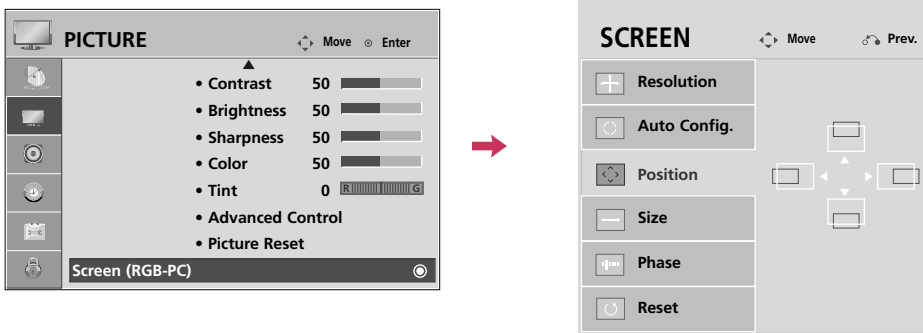 PICTURE
Move Enter
• Contrast 50
• Brightness 50
• Sharpness 50
• Color 50
• Tint 0 R G
• Advanced Control
• Picture Reset
Screen (RGB-PC)
SCREEN
Move Prev.
Resolution
Auto Config.
Position
Size
Phase
Reset